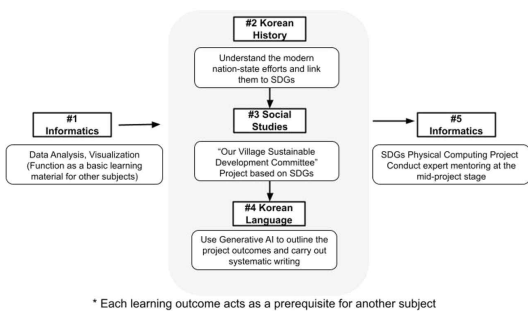 #1
Informatics
Data Analysis, Visualization
(Function as a basic learning
material for other subjects)
#2 Korean
History
Understand the modern
nation-state efforts and link
them to SDGs
#3 Social
Studies
“Our Village Sustainable
Development Committee”
Project based on SDGs
#4 Korean
Language
Use Generative AI to outline the
project outcomes and carry out
systematic writing
#5
Informatics
SDGs Physical Computing Project
Conduct expert mentoring at the
mid-project stage
* Each learning outcome acts as a prerequisite for another subject